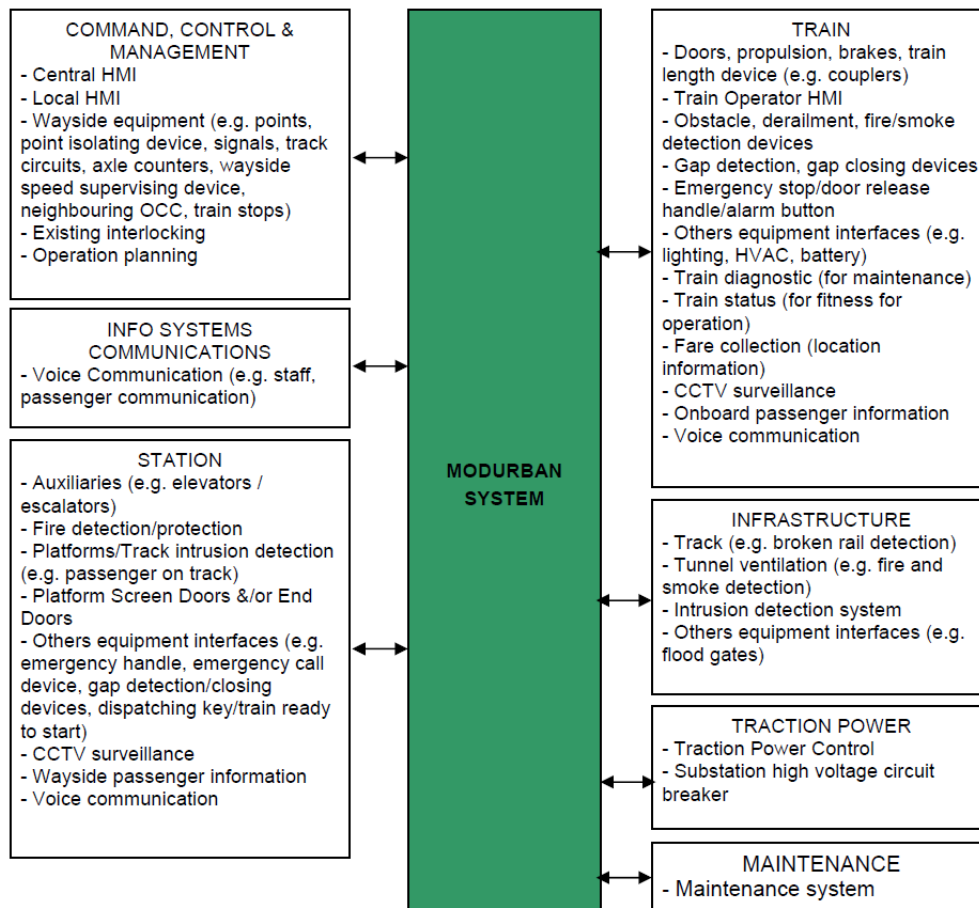 COMMAND, CONTROL &
MANAGEMENT
- Central HMI
- Local HMI
- Wayside equipment (e.g. points,
point isolating device, signals, track
circuits, axle counters, wayside
speed supervising device,
neighbouring OCC, train stops)
- Existing interlocking
- Operation planning
INFO SYSTEMS
COMMUNICATIONS
- Voice Communication (e.g. staff,
passenger communication)
STATION
- Auxiliaries (e.g. elevators /
escalators)
- Fire detection/protection
- Platforms/Track intrusion detection
(e.g. passenger on track)
- Platform Screen Doors &/or End
Doors
- Others equipment interfaces (e.g.
emergency handle, emergency call
device, gap detection/closing
devices, dispatching key/train ready
to start)
- CCTV surveillance
- Wayside passenger information
- Voice communication
MODURBAN
SYSTEM
TRAIN
- Doors, propulsion, brakes, train
length device (e.g. couplers)
- Train Operator HMI
- Obstacle, derailment, fire/smoke
detection devices
- Gap detection, gap closing devices
- Emergency stop/door release
handle/alarm button
- Others equipment interfaces (e.g.
lighting, HVAC, battery)
- Train diagnostic (for maintenance)
- Train status (for fitness for
operation)
- Fare collection (location
information)
- CCTV surveillance
- Onboard passenger information
- Voice communication
INFRASTRUCTURE
- Track (e.g. broken rail detection)
- Tunnel ventilation (e.g. fire and
smoke detection)
- Intrusion detection system
- Others equipment interfaces (e.g.
flood gates)
TRACTION POWER
- Traction Power Control
- Substation high voltage circuit
breaker
MAINTENANCE
- Maintenance system